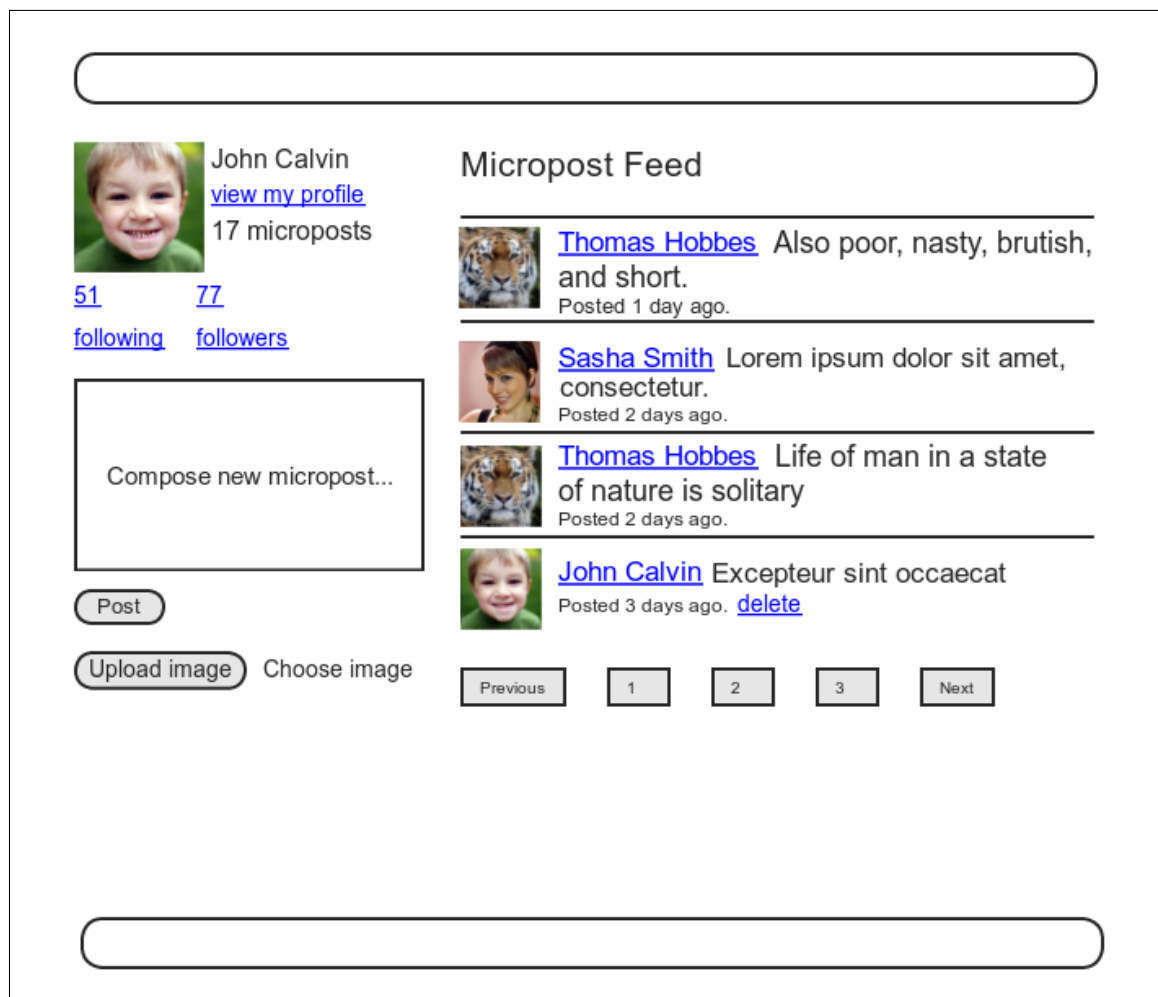 John Calvin
view my profile
17 microposts
51 77
following followers
Compose new micropost...
Post
Upload image Choose image
Micropost Feed
Thomas Hobbes Also poor, nasty, brutish,
and short.
Posted 1 day ago.
Sasha Smith Lorem ipsum dolor sit amet,
consectetur.
Posted 2 days ago.
Thomas Hobbes Life of man in a state
of nature is solitary
Posted 2 days ago.
John Calvin Excepteur sint occaecat
Posted 3 days ago. delete
Previous 1 2 3 Next